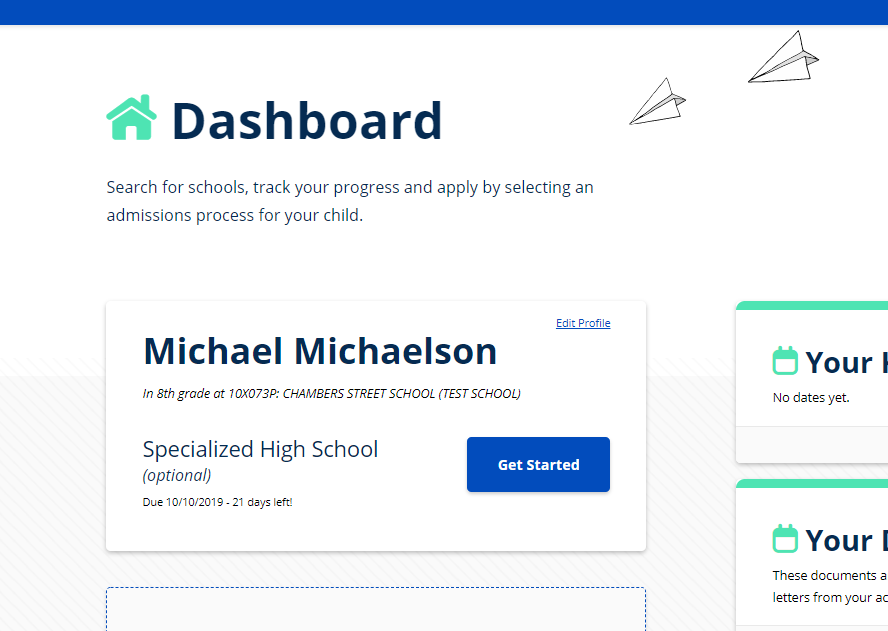 Dashboard
Search for schools, track your progress and apply by selecting an
admissions process for your child.
Edit Profile
Michael Michaelson
In 8th grade at 10X073P: CHAMBERS STREET SCHOOL (TEST SCHOOL)
Specialized High School
(optional)
Get Started
Due 10/10/2019 - 21 days left!
Your
No dates yet.
Your
These documents a
letters from your ac